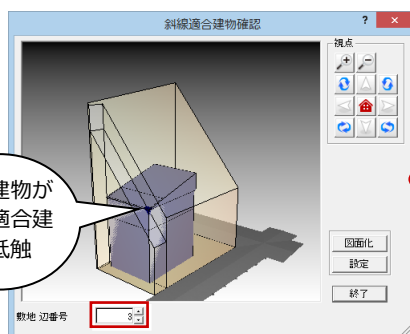 斜線適合建物確認
?
×
視点
建物が
適合建
抵触
図面化
設定
終了
敷地 辺番号
3